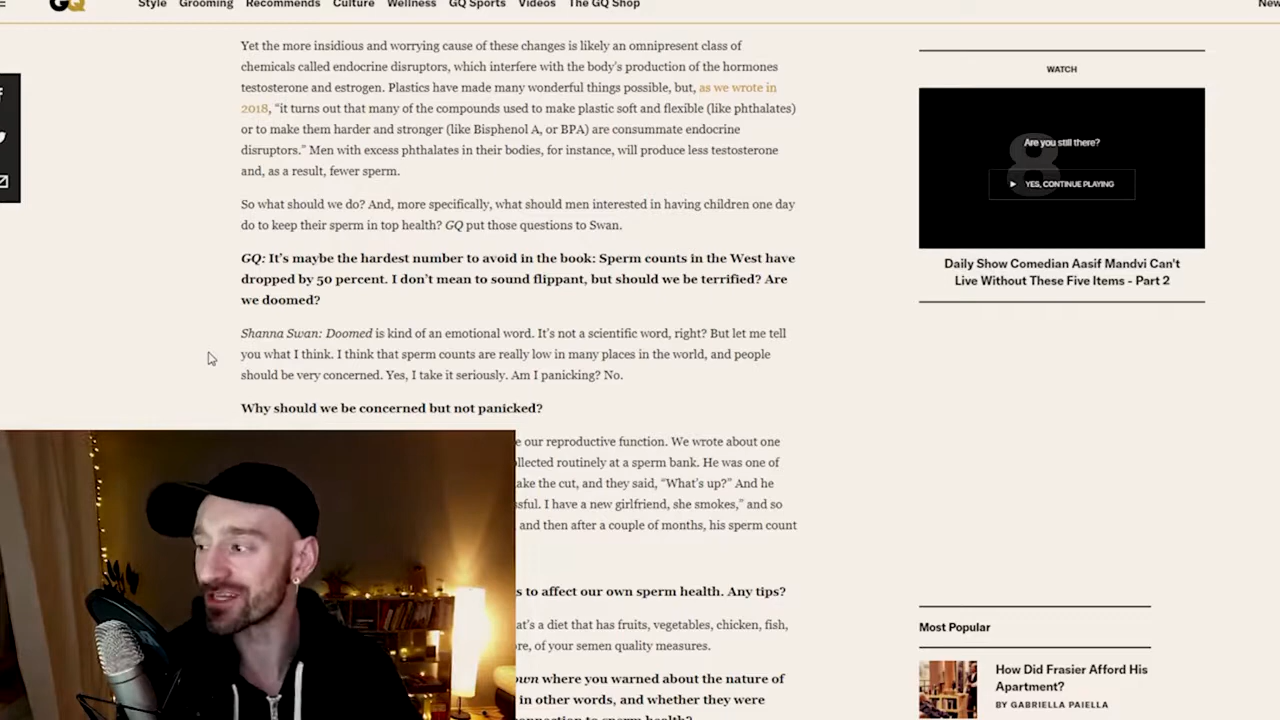 GQ
Style Grooming Recommends Culture Wellness GQ Sports Videos The GQ Shop
Yet the more insidious and worrying cause of these changes is likely an omnipresent class of
chemicals called endocrine disruptors, which interfere with the body's production of the hormones
testosterone and estrogen. Plastics have made many wonderful things possible, but, as we wrote in
2018, “it turns out that many of the compounds used to make plastic soft and flexible (like phthalates)
or to make them harder and stronger (like Bisphenol A, or BPA) are consummate endocrine
disruptors.” Men with excess phthalates in their bodies, for instance, will produce less testosterone
and, as a result, fewer sperm.
So what should we do? And, more specifically, what should men interested in having children one day
do to keep their sperm in top health? GQ put those questions to Swan.
GQ: It’s maybe the hardest number to avoid in the book: Sperm counts in the West have
dropped by 50 percent. I don’t mean to sound flippant, but should we be terrified? Are
we doomed?
Shanna Swan: Doomed is kind of an emotional word. It’s not a scientific word, right? But let me tell
you what I think. I think that sperm counts are really low in many places in the world, and people
should be very concerned. Yes, I take it seriously. Am I panicking? No.
Why should we be concerned but not panicked?
e our reproductive function. We wrote about one
llected routinely at a sperm bank. He was one of
ake the cut, and they said, “What’s up?” And he
sful. I have a new girlfriend, she smokes,” and so
and then after a couple of months, his sperm count
s to affect our own sperm health. Any tips?
at’s a diet that has fruits, vegetables, chicken, fish,
re, of your semen quality measures.
own where you warned about the nature of
in other words, and whether they were
connection to sperm health?
WATCH
8
Are you still there?
YES, CONTINUE PLAYING
Daily Show Comedian Aasif Mandvi Can't
Live Without These Five Items - Part 2
Most Popular
How Did Frasier Afford His
Apartment?
BY GABRIELLA PAIELLA